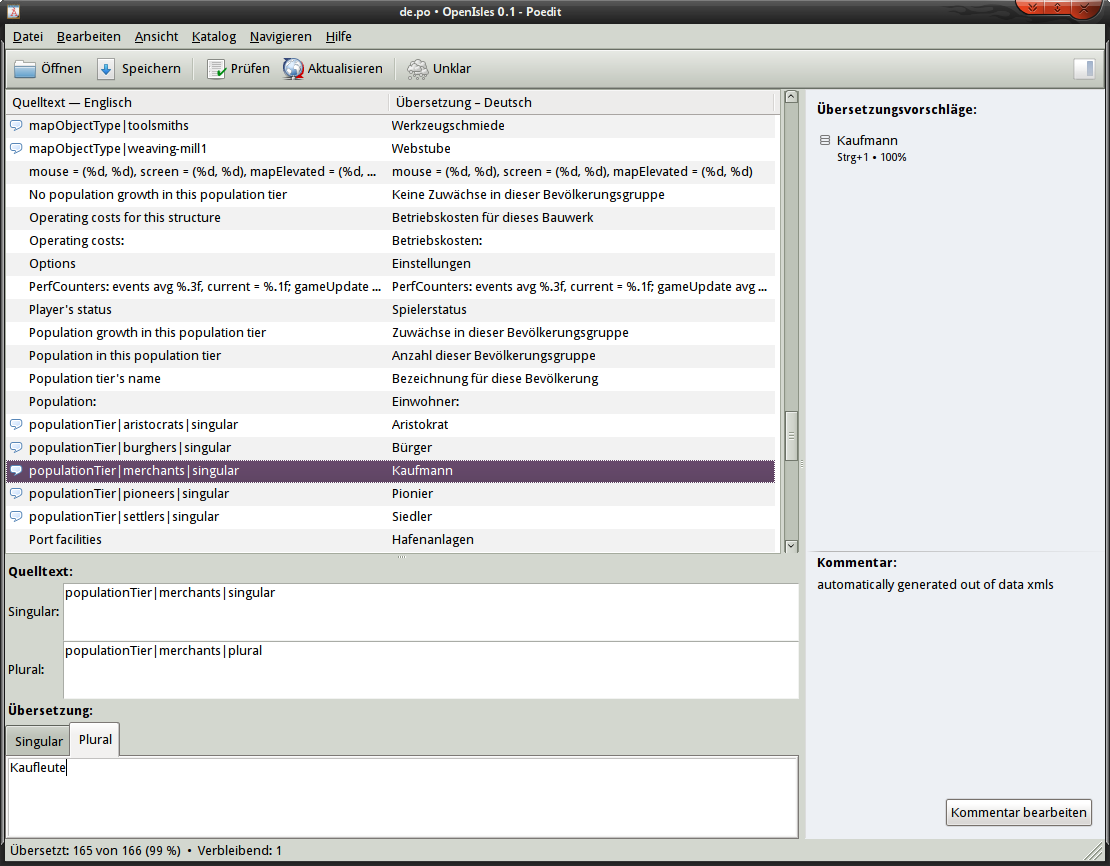 de.po • OpenIsles 0.1 - Poedit
Datei Bearbeiten Ansicht Katalog Navigieren Hilfe
Öffnen Speichern Prüfen Aktualisieren Unklar
Quelltext — Englisch Übersetzung – Deutsch
mapObjectType|toolsmiths Werkzeugschmiede
mapObjectType|weaving-mill1 Webstube
mouse = (%d, %d), screen = (%d, %d), mapElevated = (%d, ... mouse = (%d, %d), screen = (%d, %d), mapElevated = (%d, %d)
No population growth in this population tier Keine Zuwächse in dieser Bevölkerungsgruppe
Operating costs for this structure Betriebskosten für dieses Bauwerk
Operating costs: Betriebskosten:
Options Einstellungen
PerfCounters: events avg %.3f, current = %.1f; gameUpdate ... PerfCounters: events avg %.3f, current = %.1f; gameUpdate avg ...
Player's status Spielerstatus
Population growth in this population tier Zuwächse in dieser Bevölkerungsgruppe
Population in this population tier Anzahl dieser Bevölkerungsgruppe
Population tier's name Bezeichnung für diese Bevölkerung
Population: Einwohner:
populationTier|aristocrats|singular Aristokrat
populationTier|burghers|singular Bürger
populationTier|merchants|singular Kaufmann
populationTier|pioneers|singular Pionier
populationTier|settlers|singular Siedler
Port facilities Hafenanlagen
Quelltext:
Singular: populationTier|merchants|singular
Plural: populationTier|merchants|plural
Übersetzung:
Singular Plural
Kaufleute
Übersetzungsvorschläge:
Kaufmann
Strg+1 • 100%
Kommentar:
automatically generated out of data xmls
Kommentar bearbeiten
Übersetzt: 165 von 166 (99 %) • Verbleibend: 1